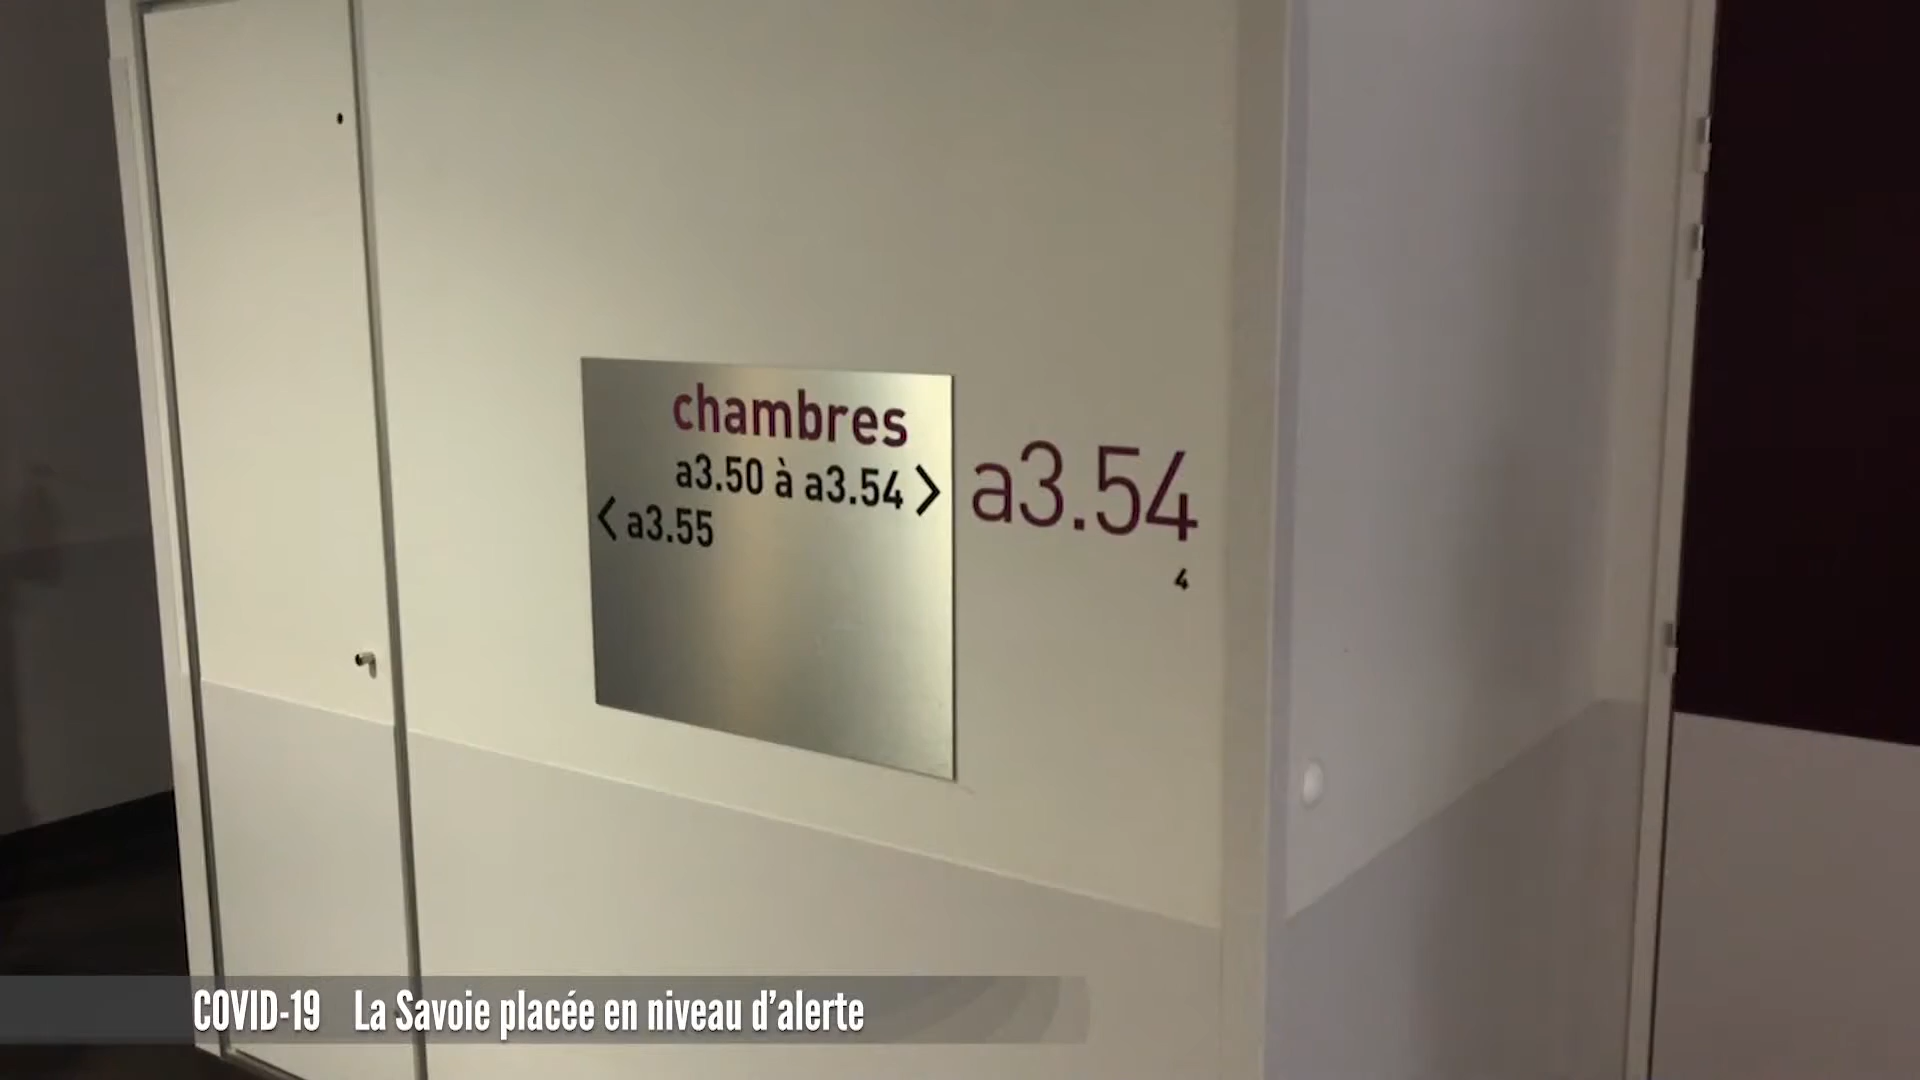 chambres
a3.50 à a3.54 >
< a3.55
a3.54
4
COVID-19 La Savoie placée en niveau d'alerte